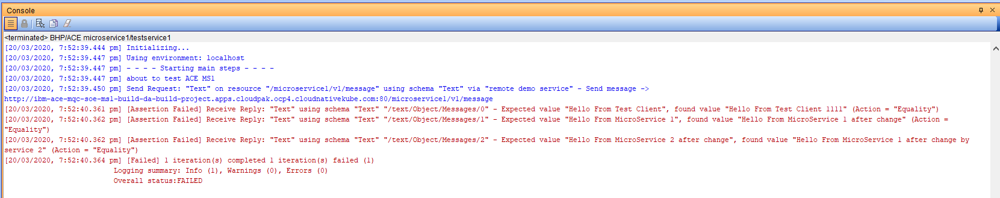 Console
<terminated> BHP/ACE microservice1/testservice1
[20/03/2020, 7:52:39.444 pm] Initializing...
[20/03/2020, 7:52:39.447 pm] Using environment: localhost
[20/03/2020, 7:52:39.447 pm] - - - - Starting main steps - - - -
[20/03/2020, 7:52:39.447 pm] about to test ACE MS1
[20/03/2020, 7:52:39.450 pm] Send Request: "Text" on resource "/microservice1/v1/message" using schema "Text" via "remote demo service" - Send message ->
http://ibm-ace-mqc-soe-ms1-build-da-build-project.apps.cloudpak.ocp4.cloudnativekube.com:80/microservice1/v1/message
[20/03/2020, 7:52:40.361 pm] [Assertion Failed] Receive Reply: "Text" using schema "Text" "/text/Object/Messages/0" - Expected value "Hello From Test Client", found value "Hello From Test Client 1111" (Action = "Equality")
[20/03/2020, 7:52:40.362 pm] [Assertion Failed] Receive Reply: "Text" using schema "Text" "/text/Object/Messages/1" - Expected value "Hello From MicroService 1", found value "Hello From MicroService 1 after change" (Action =
"Equality")
[20/03/2020, 7:52:40.362 pm] [Assertion Failed] Receive Reply: "Text" using schema "Text" "/text/Object/Messages/2" - Expected value "Hello From MicroService 2 after change", found value "Hello From MicroService 1 after change by
service 2" (Action = "Equality")
[20/03/2020, 7:52:40.364 pm] [Failed] 1 iteration(s) completed 1 iteration(s) failed (1)
Logging summary: Info (1), Warnings (0), Errors (0)
Overall status:FAILED